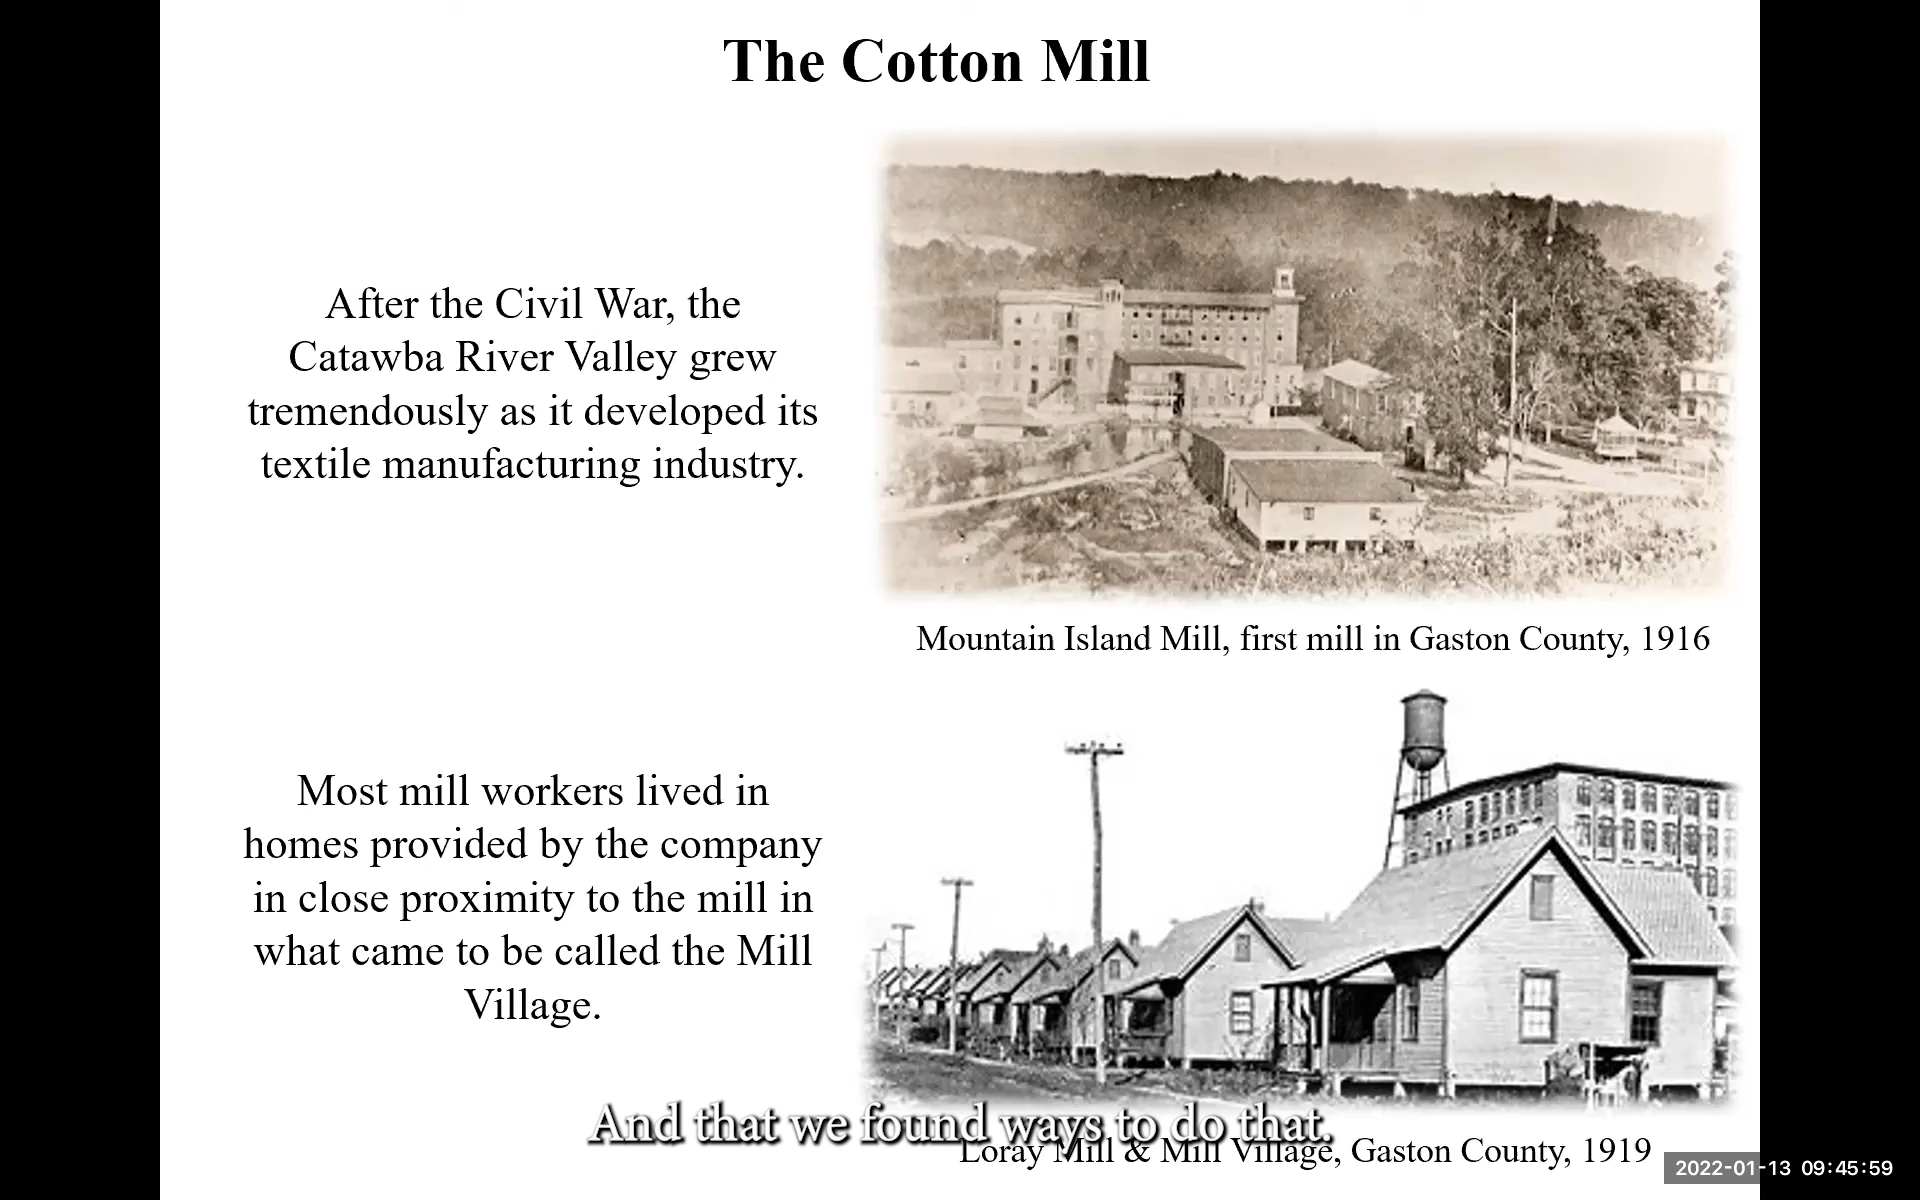 The Cotton Mill
After the Civil War, the
Catawba River Valley grew
tremendously as it developed its
textile manufacturing industry.
Mountain Island Mill, first mill in Gaston County, 1916
Most mill workers lived in
homes provided by the company
in close proximity to the mill in
what came to be called the Mill
Village.
And that we found ways to do that.
Loray Mill & Mill Village, Gaston County, 1919
2022-01-13 09:45:59